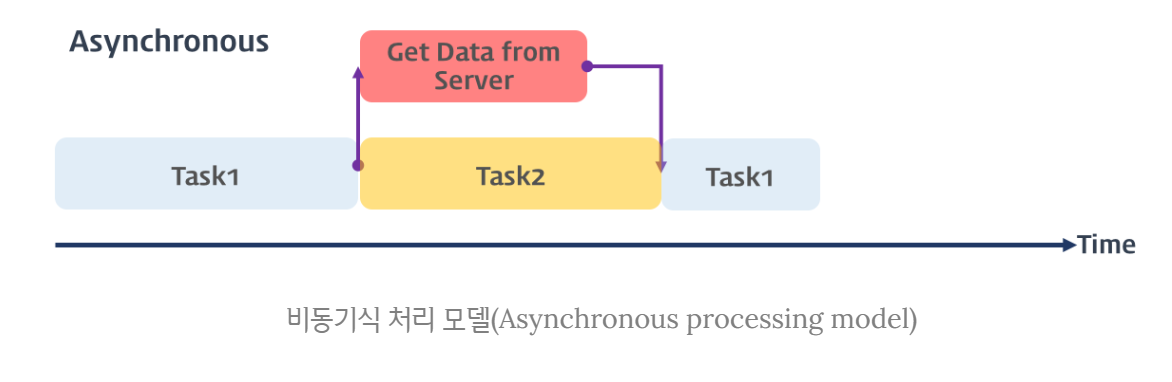 Asynchronous
Get Data from
Server
Task1
Task2
Task1
Time
비동기식 처리 모델(Asynchronous processing model)